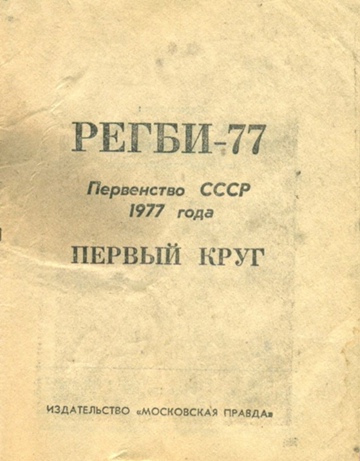 РЕГБИ-77
Первенство СССР
1977 года
ПЕРВЫЙ КРУГ
ИЗДАТЕЛЬСТВО «МОСКОВСКАЯ ПРАВДА»